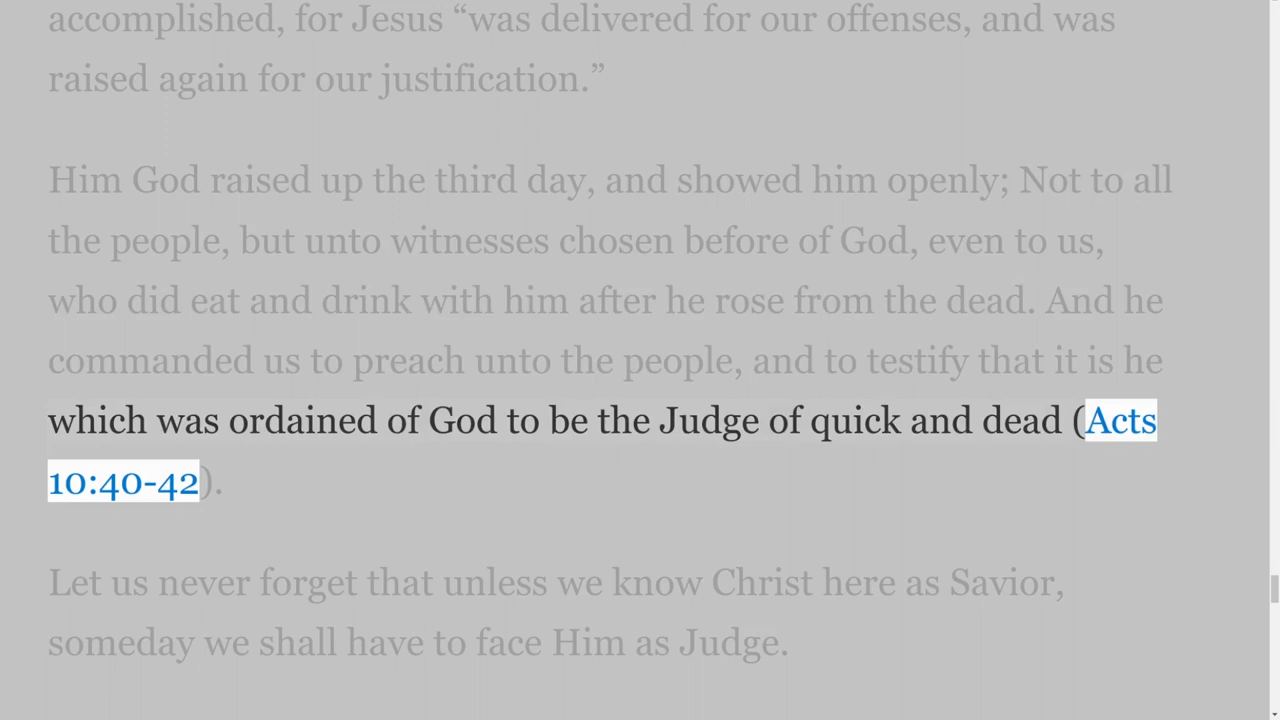 accomplished, for Jesus “was delivered for our offenses, and was
raised again for our justification.”
Him God raised up the third day, and showed him openly; Not to all
the people, but unto witnesses chosen before of God, even to us,
who did eat and drink with him after he rose from the dead. And he
commanded us to preach unto the people, and to testify that it is he
which was ordained of God to be the Judge of quick and dead (Acts
10:40-42).
Let us never forget that unless we know Christ here as Savior,
someday we shall have to face Him as Judge.